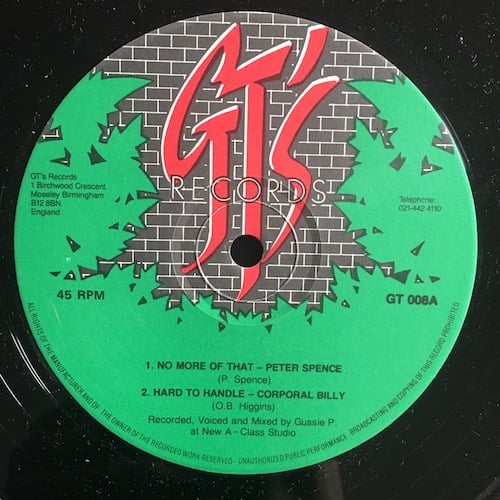 GT's
RECORDS
GT's Records
1 Birchwood Crescent
Moseley Birmingham
B12 8BN
England
Telephone:
021-442 4110
45 RPM
GT 008A
1. NO MORE OF THAT – PETER SPENCE
(P. Spence)
2. HARD TO HANDLE – CORPORAL BILLY
(O.B. Higgins)
Recorded, Voiced and Mixed by Gussie P.
at New A – Class Studio
ALL RIGHTS OF THE MANUFACTURER AND OF THE OWNER OF THE RECORDED WORK RESERVED – UNAUTHORIZED PUBLIC PERFORMANCE BROADCASTING AND COPYING OF THIS RECORD PROHIBITED